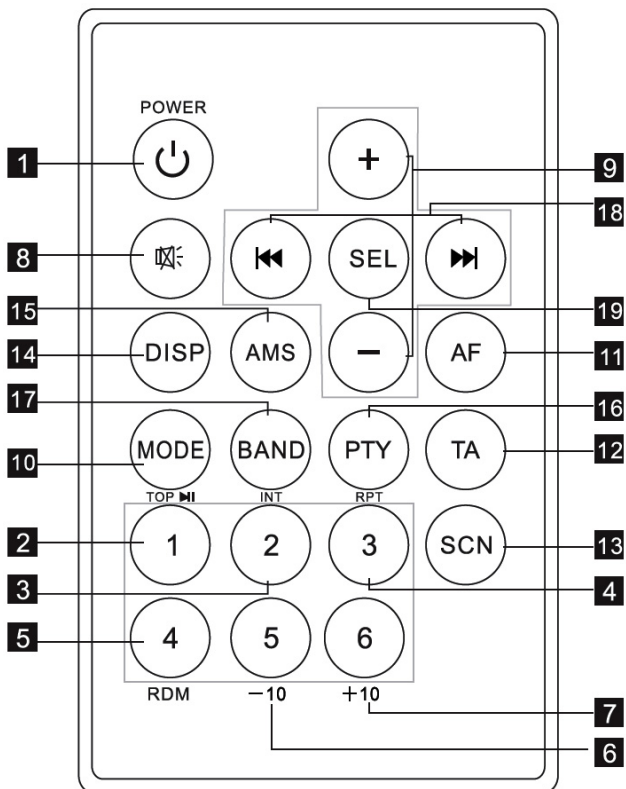 POWER
1
+
9
18
8
SEL
15
19
14
DISP
AMS
−
AF
11
17
16
10
MODE
BAND
PTY
TA
12
TOP
INT
RPT
2
1
2
3
SCN
13
3
4
5
4
5
6
RDM
−10
+10
7
6